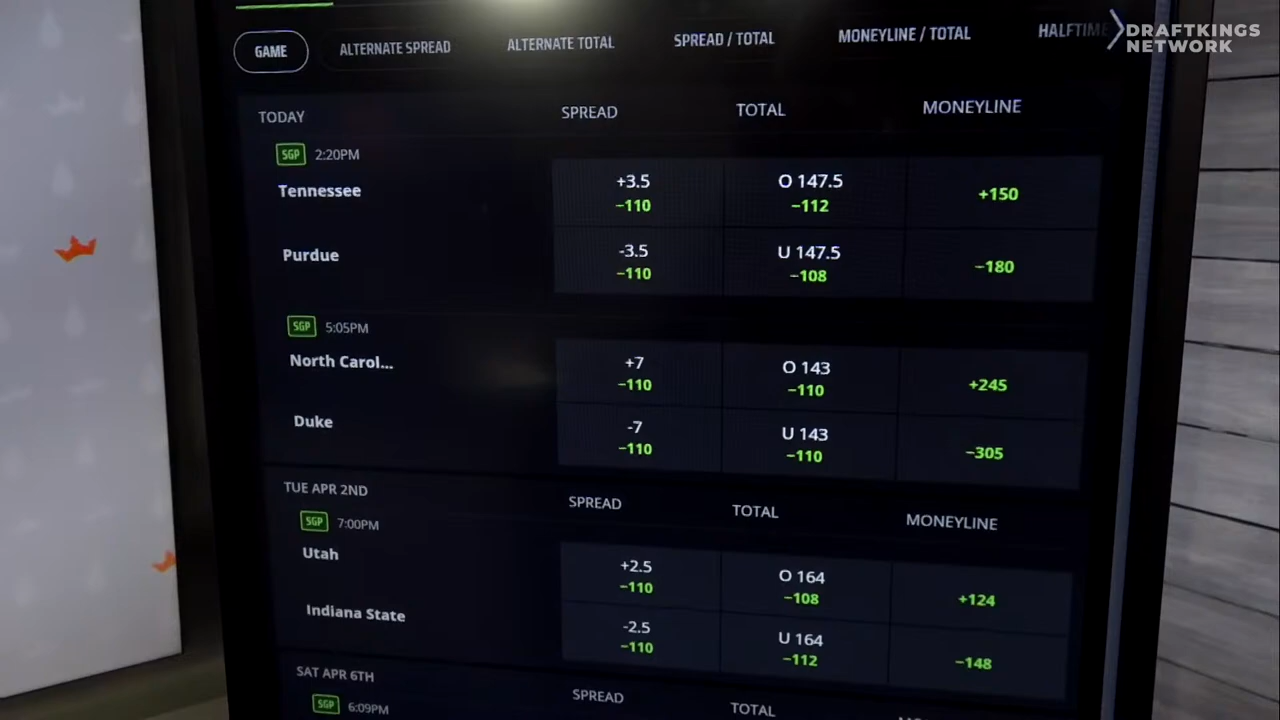 DRAFTKINGS
NETWORK
GAME ALTERNATE SPREAD ALTERNATE TOTAL SPREAD / TOTAL MONEYLINE / TOTAL HALFTIME
TODAY SPREAD TOTAL MONEYLINE
SGP 2:20PM
Tennessee +3.5 -110 O 147.5 -112 +150
Purdue -3.5 -110 U 147.5 -108 -180
SGP 5:05PM
North Carol... +7 -110 O 143 -110 +245
Duke -7 -110 U 143 -110 -305
TUE APR 2ND SPREAD TOTAL MONEYLINE
SGP 7:00PM
Utah +2.5 -110 O 164 -108 +124
Indiana State -2.5 -110 U 164 -112 -148
SAT APR 6TH SPREAD TOTAL
SGP 6:09PM